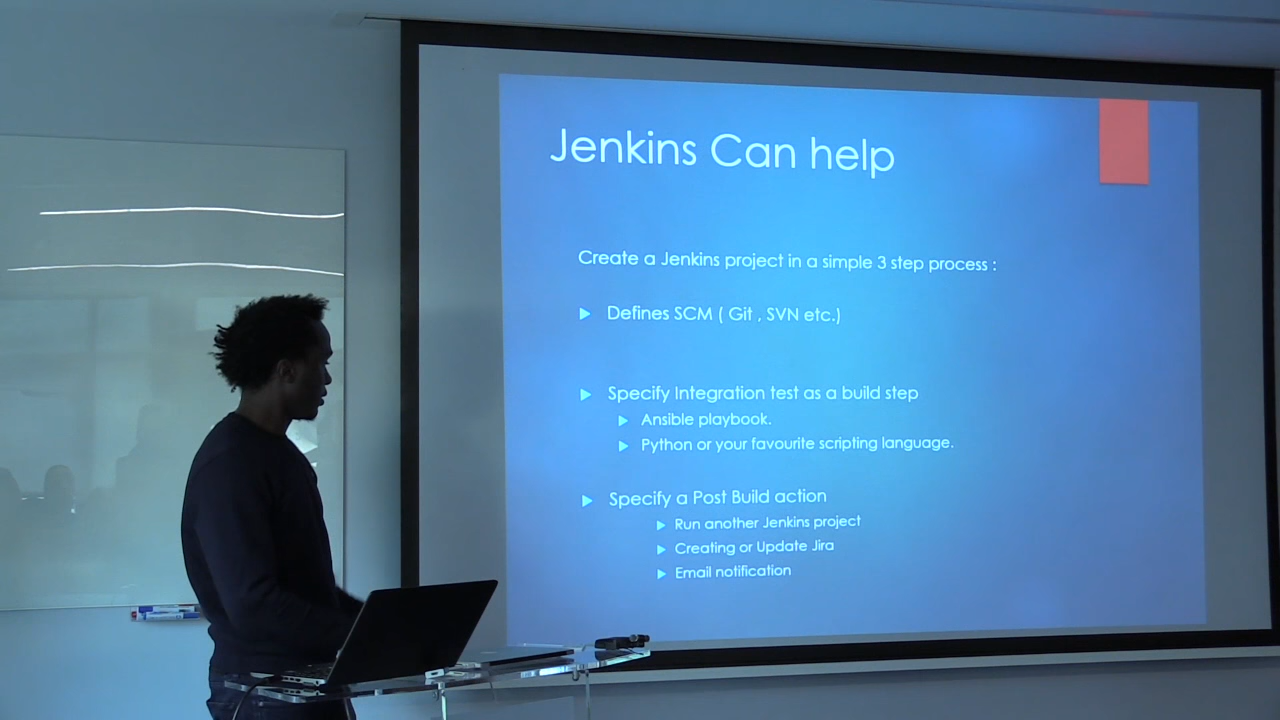 Jenkins Can help
Create a Jenkins project in a simple 3 step process :
Defines SCM ( Git , SVN etc.)
Specify Integration test as a build step
Ansible playbook.
Python or your favourite scripting language.
Specify a Post Build action
Run another Jenkins project
Creating or Update Jira
Email notification